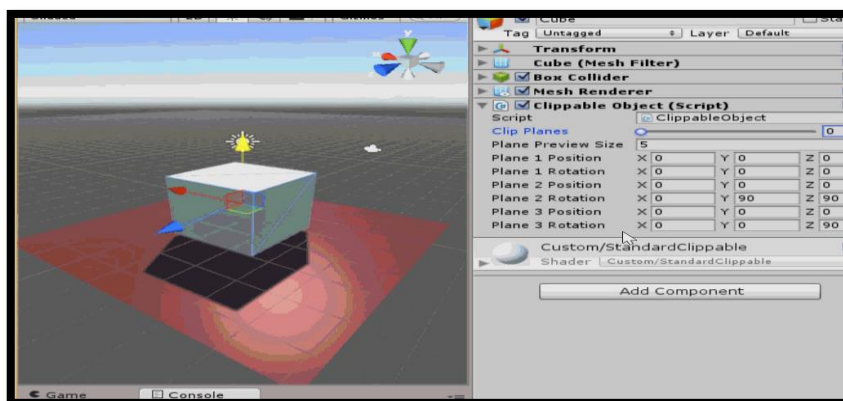 Shaded 2D Gizmos
Cube
Tag Untagged Layer Default
Transform
Cube (Mesh Filter)
Box Collider
Mesh Renderer
Clippable Object (Script)
Script ClippableObject
Clip Planes 0
Plane Preview Size 5
Plane 1 Position X 0 Y 0 Z 0
Plane 1 Rotation X 0 Y 0 Z 0
Plane 2 Position X 0 Y 0 Z 0
Plane 2 Rotation X 0 Y 90 Z 90
Plane 3 Position X 0 Y 0 Z 0
Plane 3 Rotation X 0 Y 0 Z 90
Custom/StandardClippable
Shader Custom/StandardClippable
Add Component
Game Console